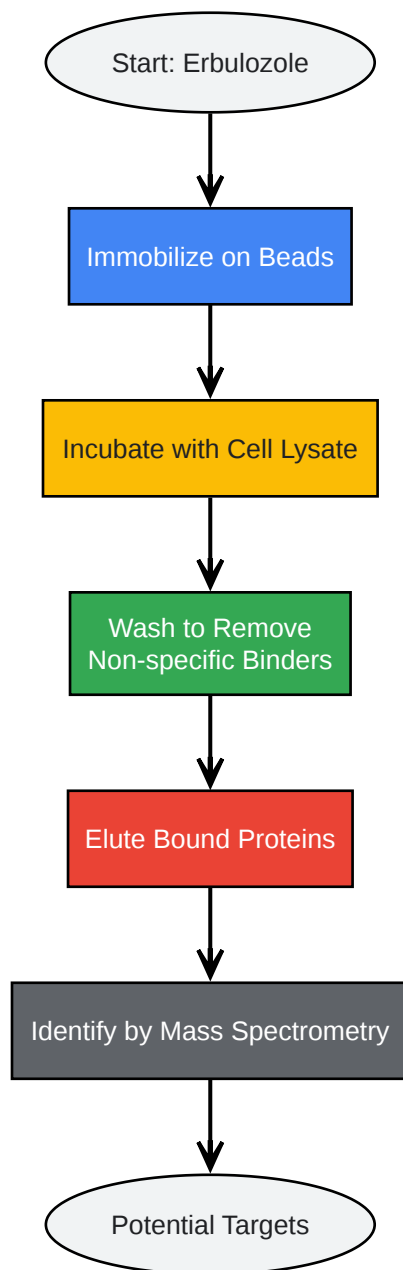 Start: Erbulozole
Immobilize on Beads
Incubate with Cell Lysate
Wash to Remove
Non-specific Binders
Elute Bound Proteins
Identify by Mass Spectrometry
Potential Targets